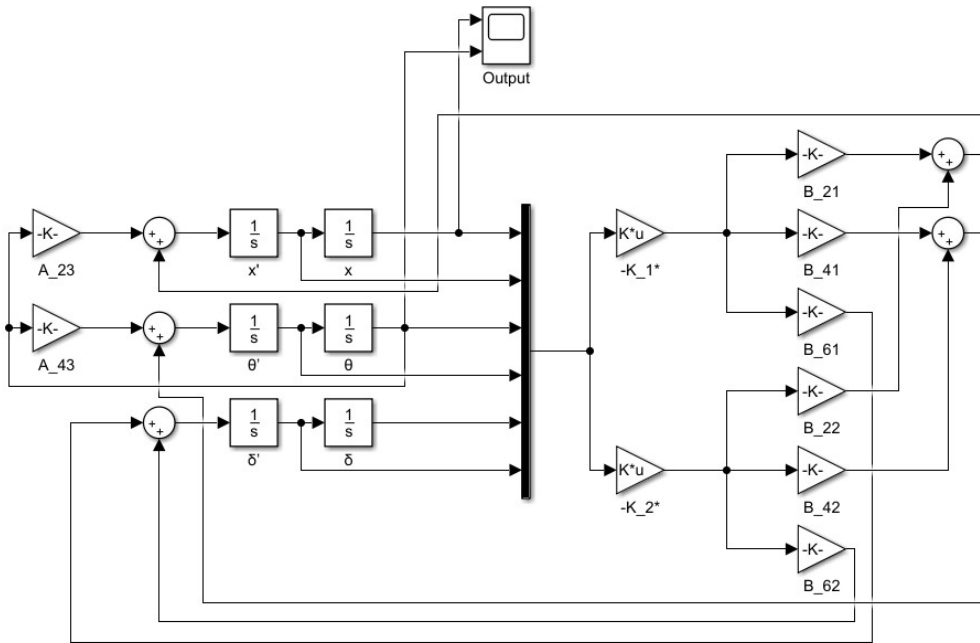 Output
-K-
B_21
-K-
A_23
+
+
1
s
x'
1
s
x
K*u
-K_1*
-K-
B_41
+
+
+
+
-K-
A_43
+
+
1
s
θ'
1
s
θ
-K-
B_61
+
+
1
s
δ'
1
s
δ
-K-
B_22
K*u
-K_2*
-K-
B_42
-K-
B_62